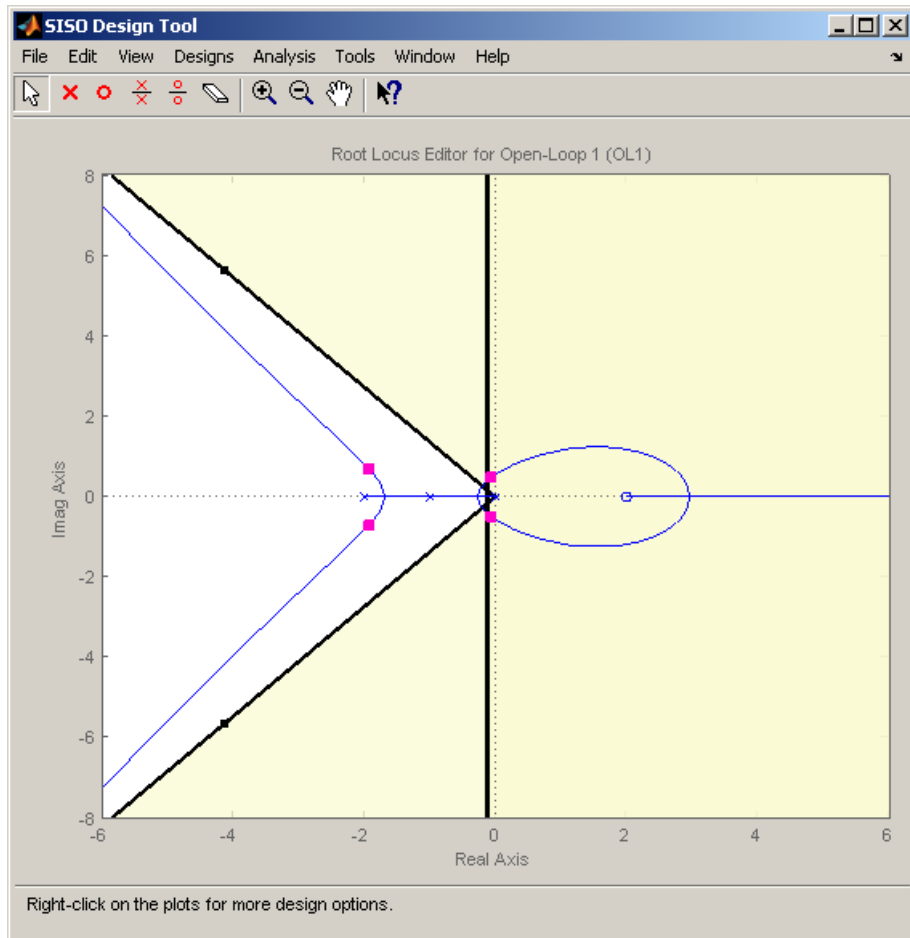 SISO Design Tool
File Edit View Designs Analysis Tools Window Help
Root Locus Editor for Open-Loop 1 (OL1)
8
6
4
2
0
-2
-4
-6
-8
Imag Axis
-6 -4 -2 0 2 4 6
Real Axis
Right-click on the plots for more design options.